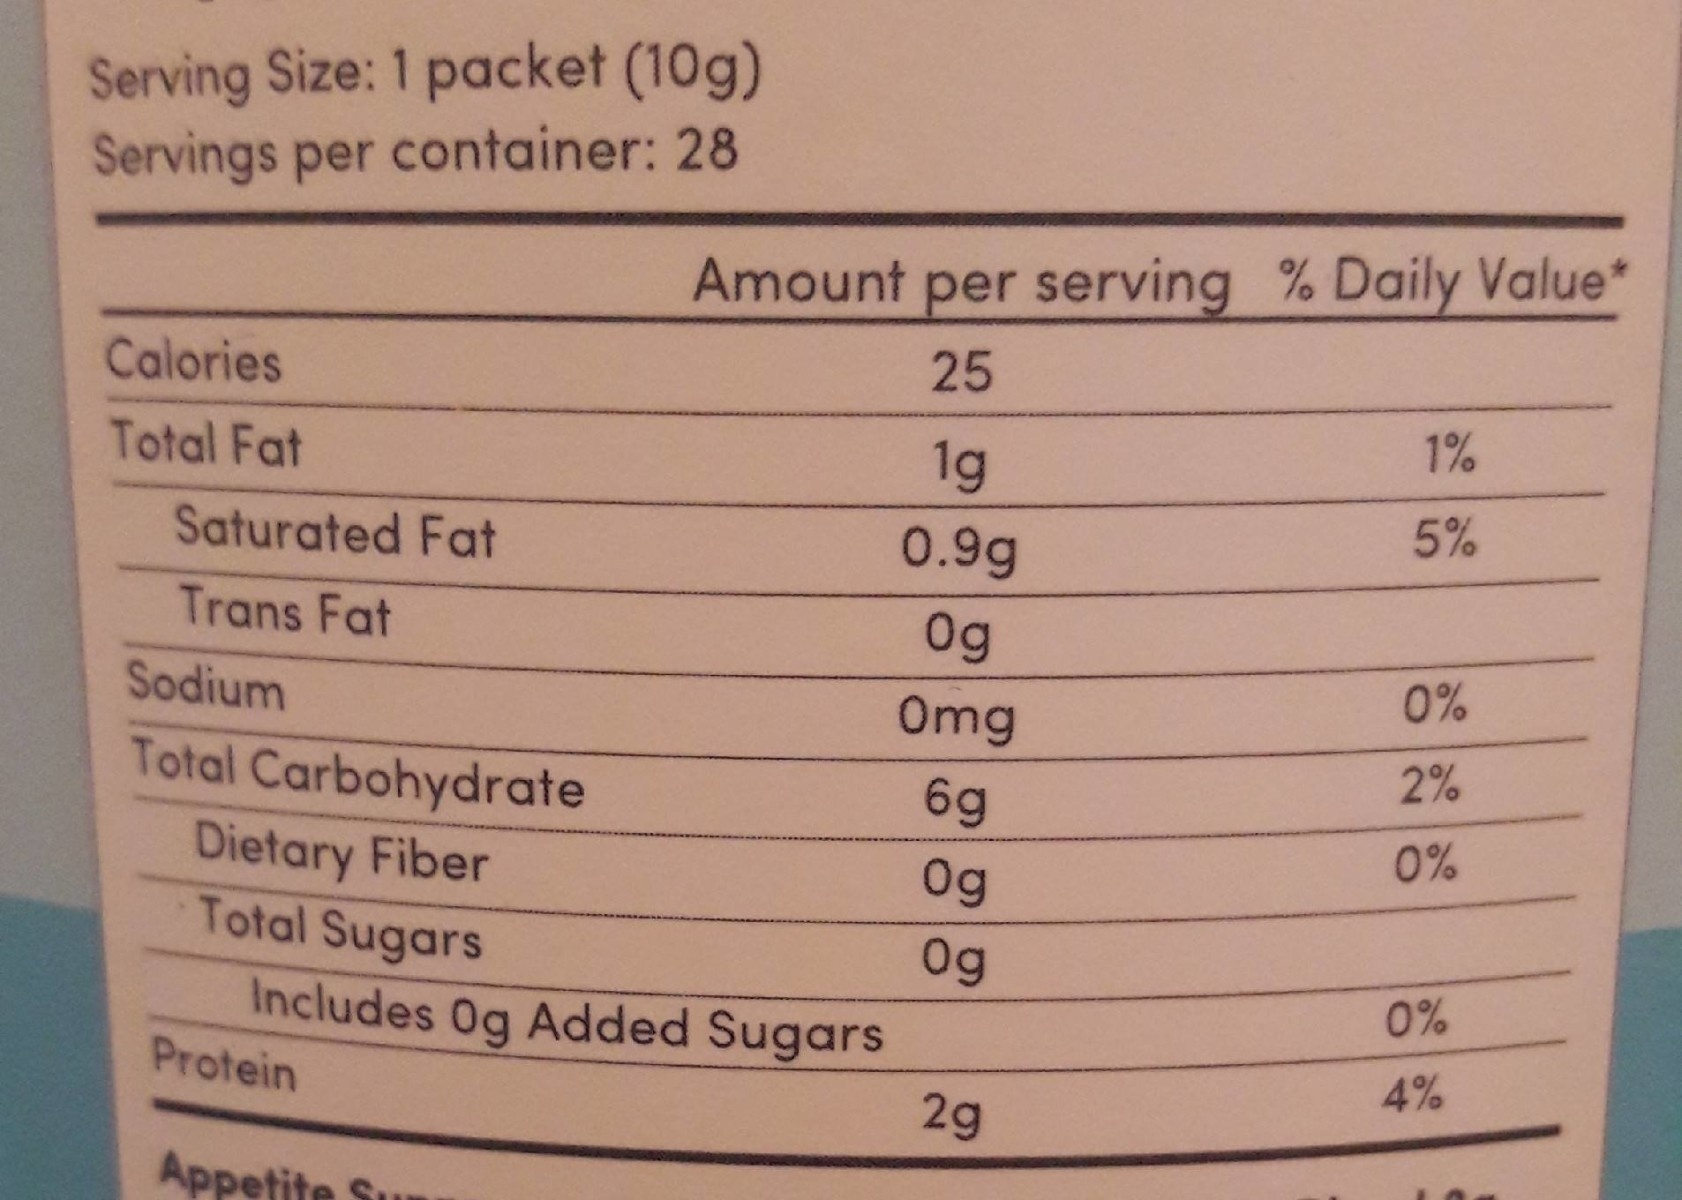 Serving Size: 1 packet (10g)
Servings per container: 28
Amount per serving % Daily Value*
Calories 25
Total Fat 1g 1%
Saturated Fat 0.9g 5%
Trans Fat 0g
Sodium 0mg 0%
Total Carbohydrate 6g 2%
Dietary Fiber 0g 0%
Total Sugars 0g
Includes 0g Added Sugars 0%
Protein 2g 4%
Appetite